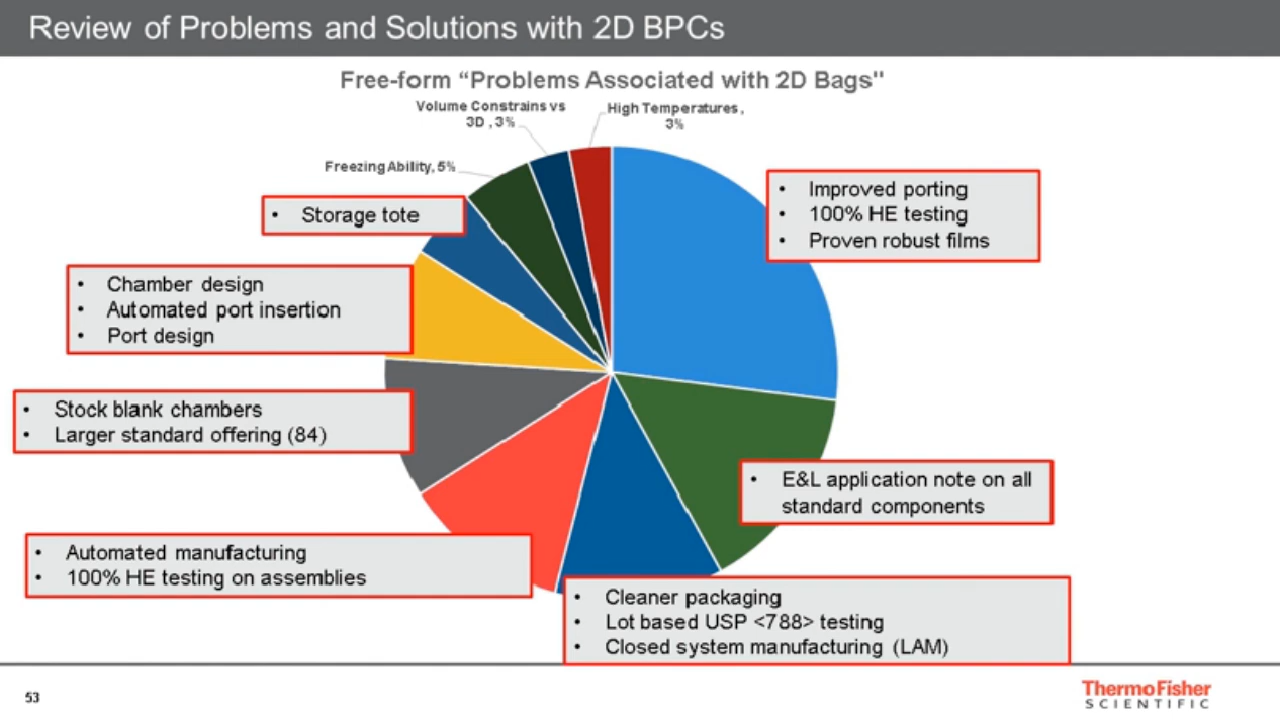 Review of Problems and Solutions with 2D BPCs
Free-form “Problems Associated with 2D Bags"
Volume Constrains vs
3D , 3%
High Temperatures ,
3%
Freezing Ability, 5%
• Storage tote
• Improved porting
• 100% HE testing
• Proven robust films
• Chamber design
• Automated port insertion
• Port design
• Stock blank chambers
• Larger standard offering (84)
• E&L application note on all
standard components
• Automated manufacturing
• 100% HE testing on assemblies
• Cleaner packaging
• Lot based USP <788> testing
• Closed system manufacturing (LAM)
53
ThermoFisher
SCIENTIFIC